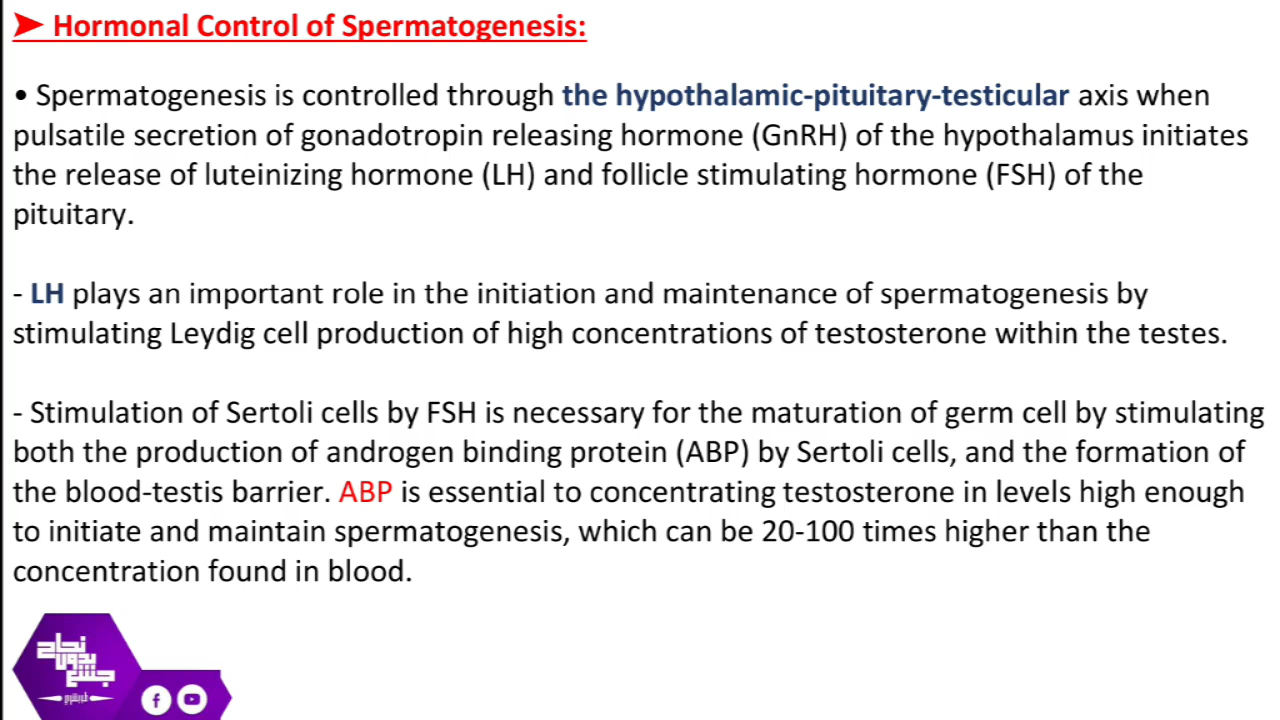 ➤ Hormonal Control of Spermatogenesis:
• Spermatogenesis is controlled through the hypothalamic-pituitary-testicular axis when
pulsatile secretion of gonadotropin releasing hormone (GnRH) of the hypothalamus initiates
the release of luteinizing hormone (LH) and follicle stimulating hormone (FSH) of the
pituitary.
- LH plays an important role in the initiation and maintenance of spermatogenesis by
stimulating Leydig cell production of high concentrations of testosterone within the testes.
- Stimulation of Sertoli cells by FSH is necessary for the maturation of germ cell by stimulating
both the production of androgen binding protein (ABP) by Sertoli cells, and the formation of
the blood-testis barrier. ABP is essential to concentrating testosterone in levels high enough
to initiate and maintain spermatogenesis, which can be 20-100 times higher than the
concentration found in blood.
نجاح
بدون
جشع